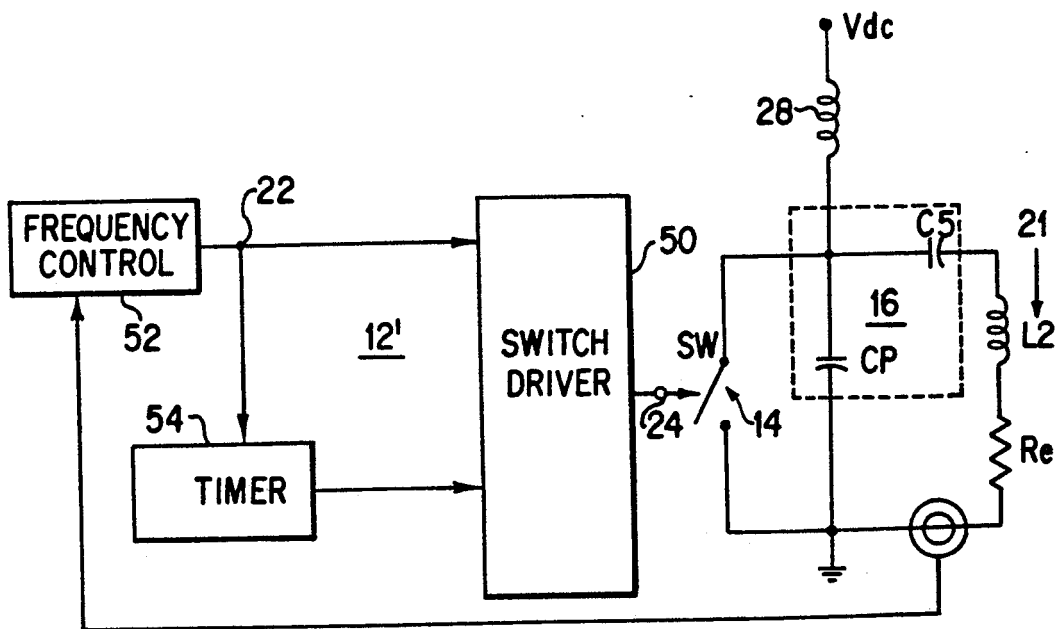 Vdc
28
22
FREQUENCY
CONTROL
52
12'
54
TIMER
SWITCH
DRIVER
50
SW
24
14
16
C5
CP
21
L2
Re